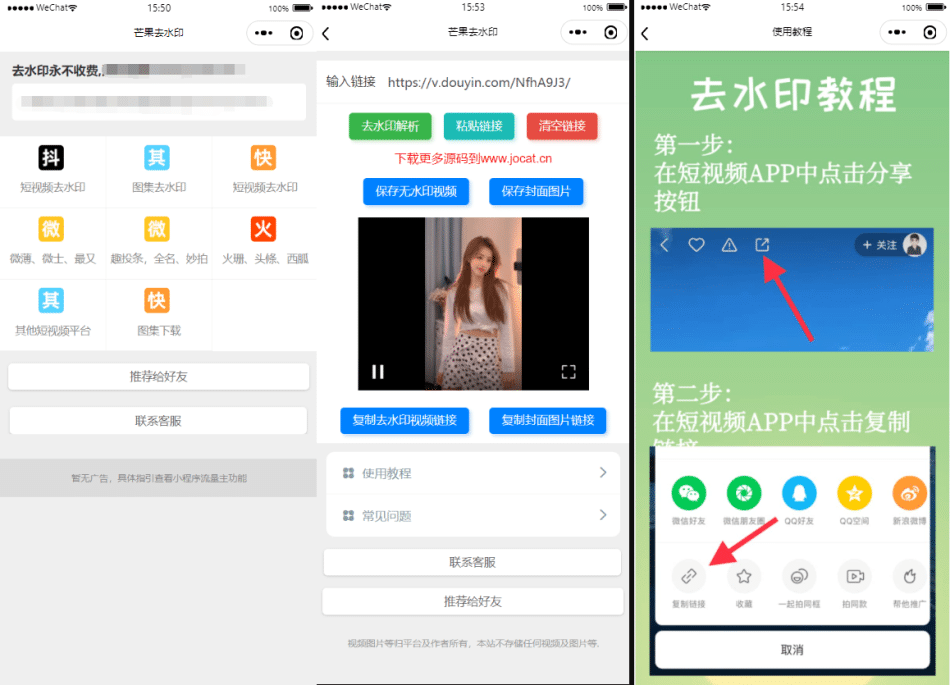 ●●●●● WeChat
15:50
100%
芒果去水印
去水印永不收费,
抖
其
快
短视频去水印
图集去水印
短视频去水印
微
微
火
微薄、微士、最又
趣投条，全名、妙拍
火珊、头條、西瓢
其
快
其他短视频平台
图集下载
推荐给好友
联系客服
暂无广告，具体指引查看小程序流量主功能
●●●●● WeChat
15:53
100%
芒果去水印
输入链接 https://v.douyin.com/NfhA9J3/
去水印解析
粘贴链接
清空链接
下载更多源码到www.jocat.cn
保存无水印视频
保存封面图片
复制去水印视频链接
复制封面图片链接
使用教程
常见问题
联系客服
推荐给好友
视频图片等归平台及作者所有，本站不存储任何视频及图片等.
●●●●● WeChat
15:54
100%
使用教程
去水印教程
第一步：
在短视频APP中点击分享
按钮
+ 关注
第二步：
在短视频APP中点击复制
链接
微信好友
微信朋友圈
QQ好友
QQ空间
新浪微博
复制链接
收藏
一起拍同框
拍同款
帮他推广
取消